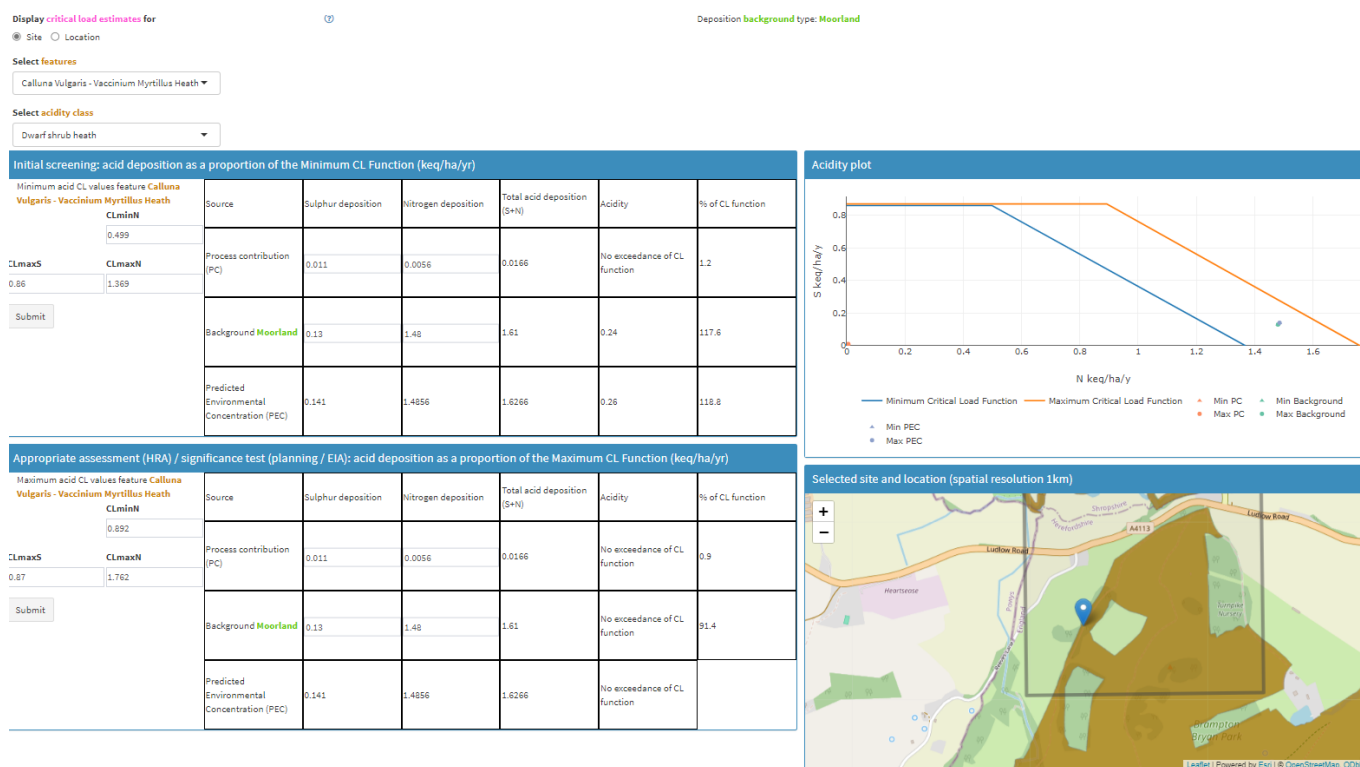 Display critical load estimates for
Deposition background type: Moorland
Site
Location
Select features
Calluna Vulgaris - Vaccinium Myrtillus Heath
Select acidity class
Dwarf shrub heath
Initial screening: acid deposition as a proportion of the Minimum CL Function (keq/ha/yr)
Minimum acid CL values feature Calluna
Vulgaris - Vaccinium Myrtillus Heath
CLminN
0.499
CLmaxS
CLmaxN
0.86
1.369
Submit
Source
Sulphur deposition
Nitrogen deposition
Total acid deposition
(S+N)
Acidity
% of CL function
Process contribution
(PC)
0.011
0.0056
0.0166
No exceedance of CL
function
1.2
Background Moorland
0.13
1.48
1.61
0.24
117.6
Predicted
Environmental
Concentration (PEC)
0.141
1.4856
1.6266
0.26
118.8
Acidity plot
S keq/ha/y
0.8
0.6
0.4
0.2
0
0
0.2
0.4
0.6
0.8
1
1.2
1.4
1.6
N keq/ha/y
Minimum Critical Load Function
Maximum Critical Load Function
Min PC
Max PC
Min Background
Max Background
Min PEC
Max PEC
Appropriate assessment (HRA) / significance test (planning / EIA): acid deposition as a proportion of the Maximum CL Function (keq/ha/yr)
Maximum acid CL values feature Calluna
Vulgaris - Vaccinium Myrtillus Heath
CLminN
0.892
CLmaxS
CLmaxN
0.87
1.762
Submit
Source
Sulphur deposition
Nitrogen deposition
Total acid deposition
(S+N)
Acidity
% of CL function
Process contribution
(PC)
0.011
0.0056
0.0166
No exceedance of CL
function
0.9
Background Moorland
0.13
1.48
1.61
No exceedance of CL
function
91.4
Predicted
Environmental
Concentration (PEC)
0.141
1.4856
1.6266
No exceedance of CL
function
Selected site and location (spatial resolution 1km)
+
−
Shropshire
Herefordshire
A4113
Ludlow Road
Ludlow Road
Heartsease
Powys
England
Turnpike
Nursery
Brampton
Bryan Park
Leaflet | Powered by Esri | © OpenStreetMap, ODb